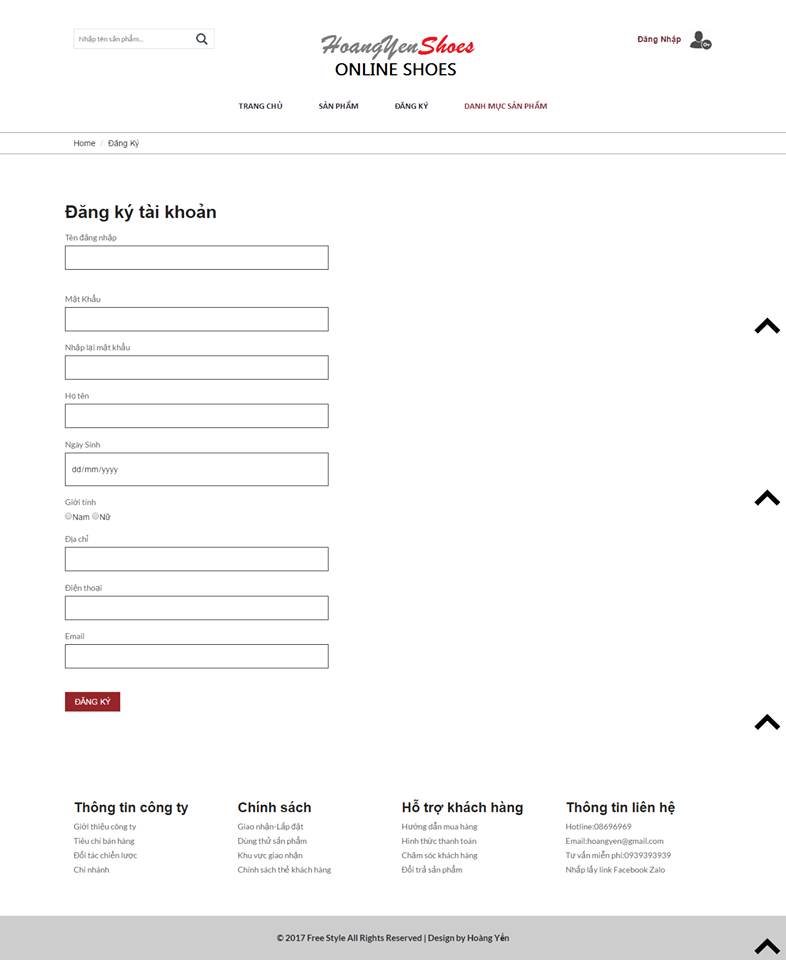 Nhập tên sản phẩm...
HoangYenShoes
ONLINE SHOES
Đăng Nhập
TRANG CHỦ SẢN PHẨM ĐĂNG KÝ DANH MỤC SẢN PHẨM
Home / Đăng Ký
Đăng ký tài khoản
Tên đăng nhập
Mật Khẩu
Nhập lại mật khẩu
Họ tên
Ngày Sinh
dd/mm/yyyy
Giới tính
Nam Nữ
Địa chỉ
Điện thoại
Email
ĐĂNG KÝ
Thông tin công ty
Giới thiệu công ty
Tiêu chí bán hàng
Đối tác chiến lược
Chi nhánh
Chính sách
Giao nhận-Lắp đặt
Dùng thử sản phẩm
Khu vực giao nhận
Chính sách thẻ khách hàng
Hỗ trợ khách hàng
Hướng dẫn mua hàng
Hình thức thanh toán
Chăm sóc khách hàng
Đổi trả sản phẩm
Thông tin liên hệ
Hotline:08696969
Email:hoangyen@gmail.com
Tư vấn miễn phí:0939393939
Nhấp lấy link Facebook Zalo
© 2017 Free Style All Rights Reserved | Design by Hoàng Yến